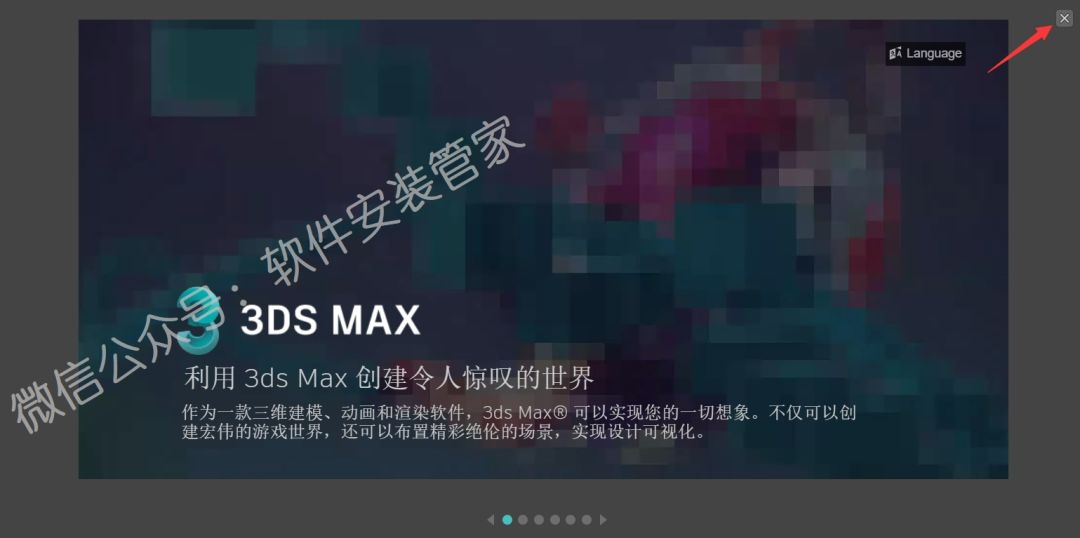 Language
微信公众号：软件安装管家
3DS MAX
利用 3ds Max 创建令人惊叹的世界
作为一款三维建模、动画和渲染软件，3ds Max® 可以实现您的一切想象。不仅可以创
建宏伟的游戏世界，还可以布置精彩绝伦的场景，实现设计可视化。